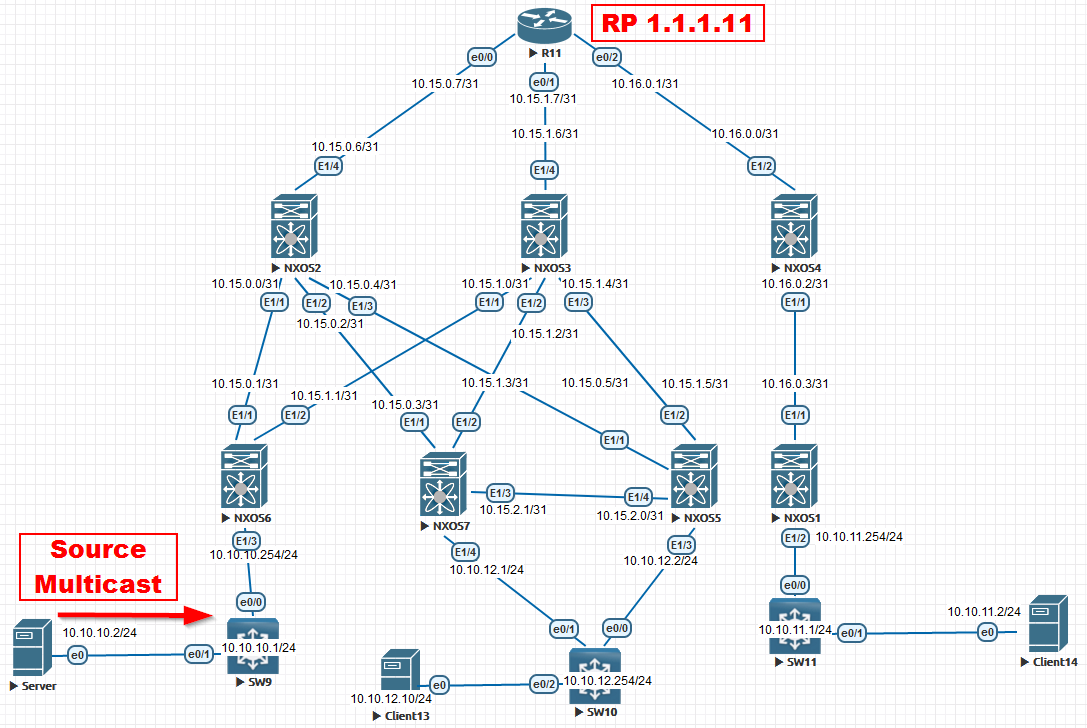 RP 1.1.1.11
R11
e0/0
e0/2
e0/1
10.15.0.7/31
10.16.0.1/31
10.15.1.7/31
10.15.1.6/31
10.16.0.0/31
10.15.0.6/31
E1/4
E1/4
E1/2
NXOS2
NXOS3
NXOS4
10.15.0.0/31
10.15.0.4/31
10.15.1.0/31
10.15.1.4/31
10.16.0.2/31
E1/1
E1/2
E1/3
E1/1
E1/2
E1/3
E1/1
10.15.0.2/31
10.15.1.2/31
10.15.0.1/31
10.15.1.3/31
10.15.0.5/31
10.15.1.5/31
10.16.0.3/31
10.15.1.1/31
10.15.0.3/31
E1/1
E1/2
E1/1
E1/2
E1/2
E1/1
E1/1
NXOS6
NXOS7
NXOS5
NXOS1
E1/3
E1/4
10.15.2.1/31
10.15.2.0/31
Source
Multicast
E1/3
10.10.10.254/24
E1/4
E1/3
E1/2
10.10.11.254/24
10.10.12.1/24
10.10.12.2/24
e0/0
e0/0
10.10.10.2/24
10.10.11.2/24
e0/1
e0/0
10.10.11.1/24
e0/1
e0
Server
e0
e0/1
10.10.10.1/24
SW9
SW11
Client14
10.10.12.10/24
e0
e0/2
10.10.12.254/24
Client13
SW10